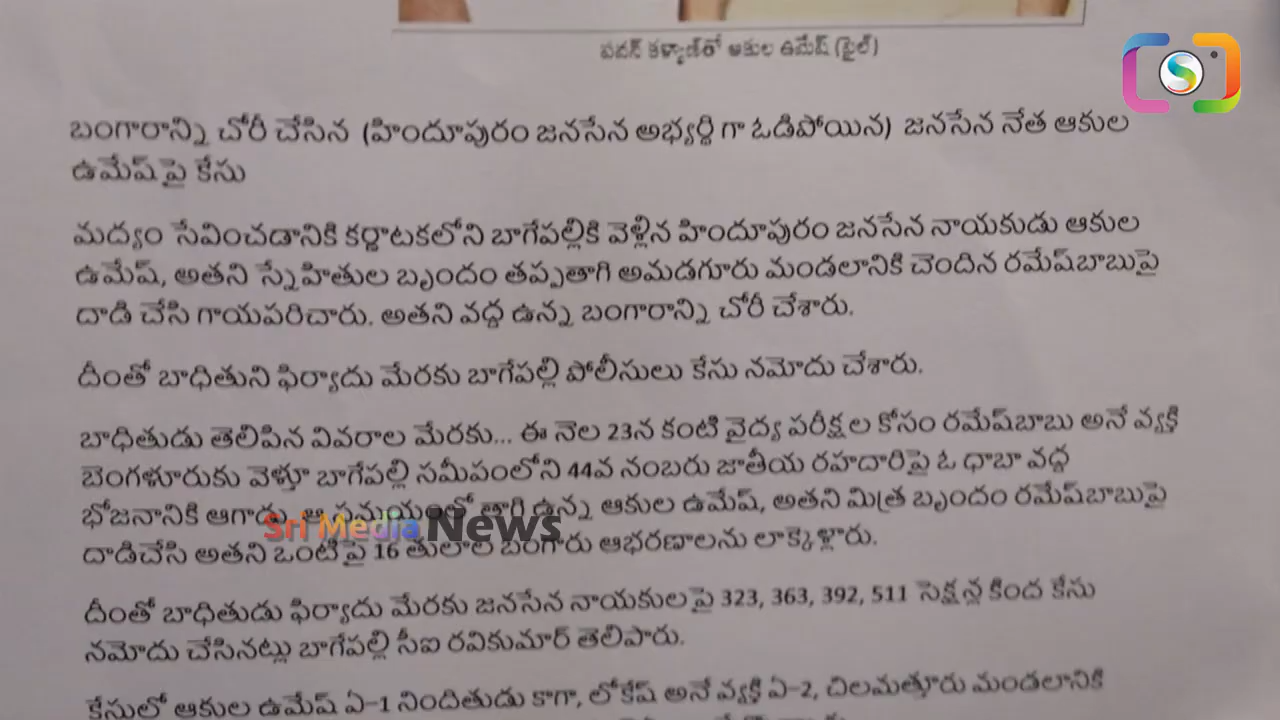 పవన్ కళ్యాణ్‌తో ఆకుల ఉమేష్ (ఫైల్)
బంగారాన్ని చోరీ చేసిన (హిందూపురం జనసేన అభ్యర్థి గా ఓడిపోయిన) జనసేన నేత ఆకుల
ఉమేష్ పై కేసు
మద్యం సేవించడానికి కర్ణాటకలోని బాగేపల్లికి వెళ్లిన హిందూపురం జనసేన నాయకుడు ఆకుల
ఉమేష్, అతని స్నేహితుల బృందం తప్పతాగి అమడగూరు మండలానికి చెందిన రమేష్‌బాబుపై
దాడి చేసి గాయపరిచారు. అతని వద్ద ఉన్న బంగారాన్ని చోరీ చేశారు.
దీంతో బాధితుని ఫిర్యాదు మేరకు బాగేపల్లి పోలీసులు కేసు నమోదు చేశారు.
బాధితుడు తెలిపిన వివరాల మేరకు... ఈ నెల 23న కంటి వైద్య పరీక్షల కోసం రమేష్‌బాబు అనే వ్యక్తి
బెంగళూరుకు వెళ్తూ బాగేపల్లి సమీపంలోని 44వ నంబరు జాతీయ రహదారిపై ఓ ధాబా వద్ద
భోజనానికి ఆగాడు. ఆ సమయంలో తాగి ఉన్న ఆకుల ఉమేష్, అతని మిత్ర బృందం రమేష్‌బాబుపై
Sri Media News
దాడిచేసి అతని ఒంటిపై 16 తులాల బంగారు ఆభరణాలను లాక్కెళ్లారు.
దీంతో బాధితుడు ఫిర్యాదు మేరకు జనసేన నాయకులపై 323, 363, 392, 511 సెక్షన్ల కింద కేసు
నమోదు చేసినట్లు బాగేపల్లి సీఐ రవికుమార్ తెలిపారు.
కేసులో ఆకుల ఉమేష్ ఏ-1 నిందితుడు కాగా, లోకేష్ అనే వ్యక్తి ఏ-2, చిలమత్తూరు మండలానికి